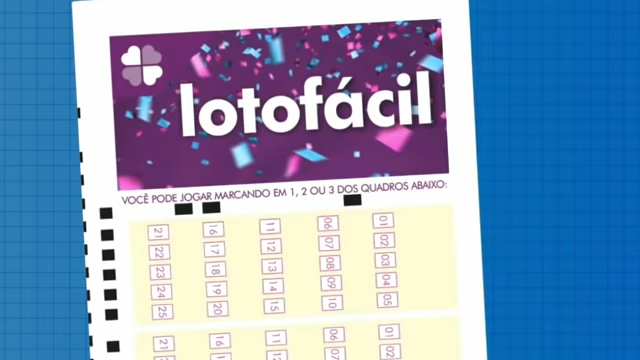 lotofácil
VOCÊ PODE JOGAR MARCANDO EM 1, 2 OU 3 DOS QUADROS ABAIXO:
21 16 11 06 01
22 17 12 07 02
23 18 13 08 03
24 19 14 09 04
25 20 15 10 05
21 16 11 06 01